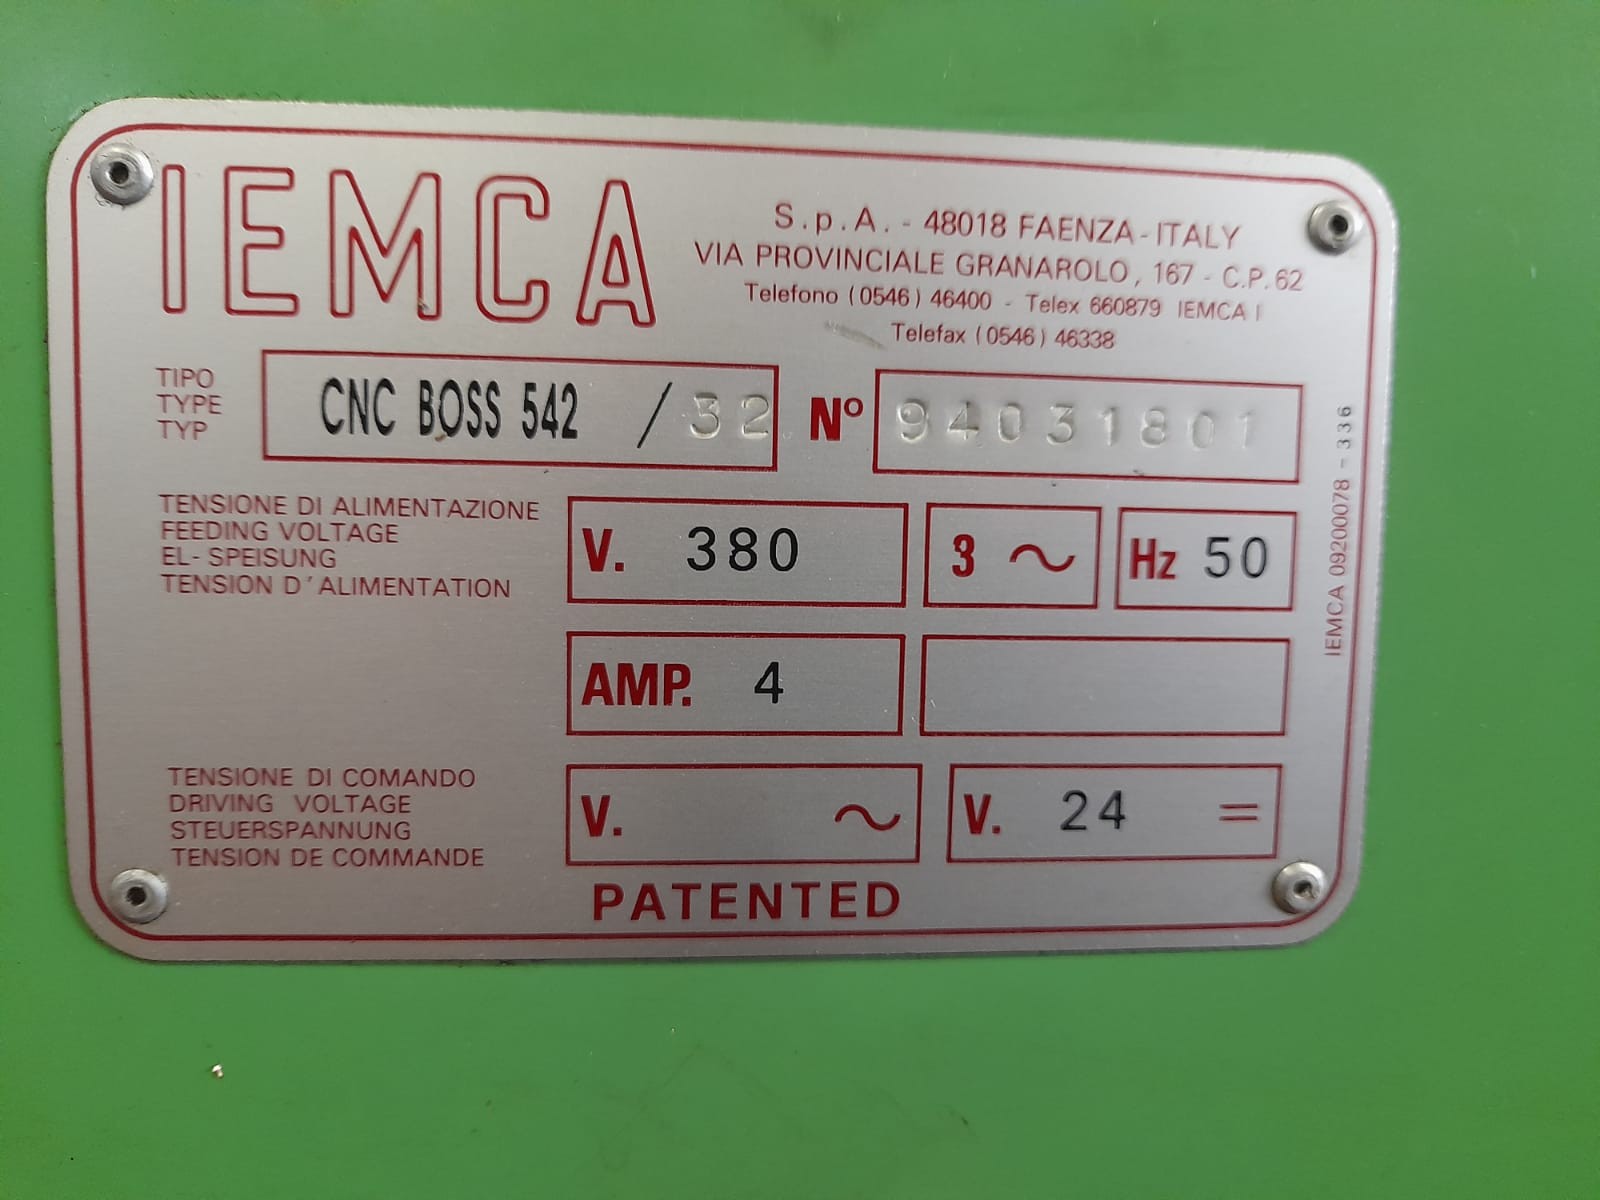 IEMCA
S.p.A. - 48018 FAENZA - ITALY
VIA PROVINCIALE GRANAROLO, 167 - C.P. 62
Telefono (0546) 46400 - Telex 660879 IEMCA I
Telefax (0546) 46338
TIPO
TYPE
TYP
CNC BOSS 542 / 32
Nº 94031801
TENSIONE DI ALIMENTAZIONE
FEEDING VOLTAGE
EL- SPEISUNG
TENSION D'ALIMENTATION
V. 380
3 ~
Hz 50
AMP. 4
TENSIONE DI COMANDO
DRIVING VOLTAGE
STEUERSPANNUNG
TENSION DE COMMANDE
V. ~
V. 24 =
PATENTED
IEMCA 09200078 - 336